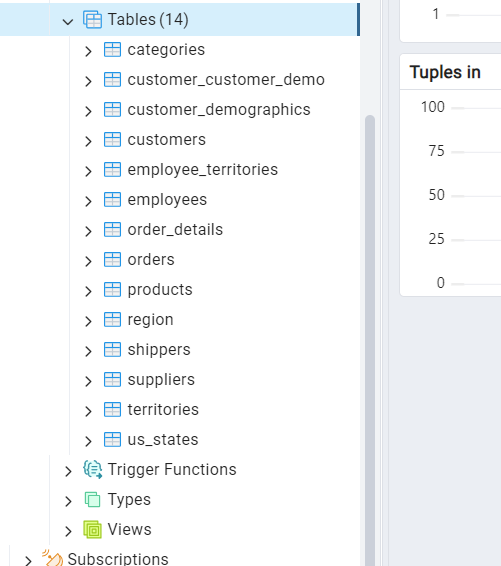 Tables (14)
categories
customer_customer_demo
customer_demographics
customers
employee_territories
employees
order_details
orders
products
region
shippers
suppliers
territories
us_states
Trigger Functions
Types
Views
Subscriptions
1
Tuples in
100
75
50
25
0